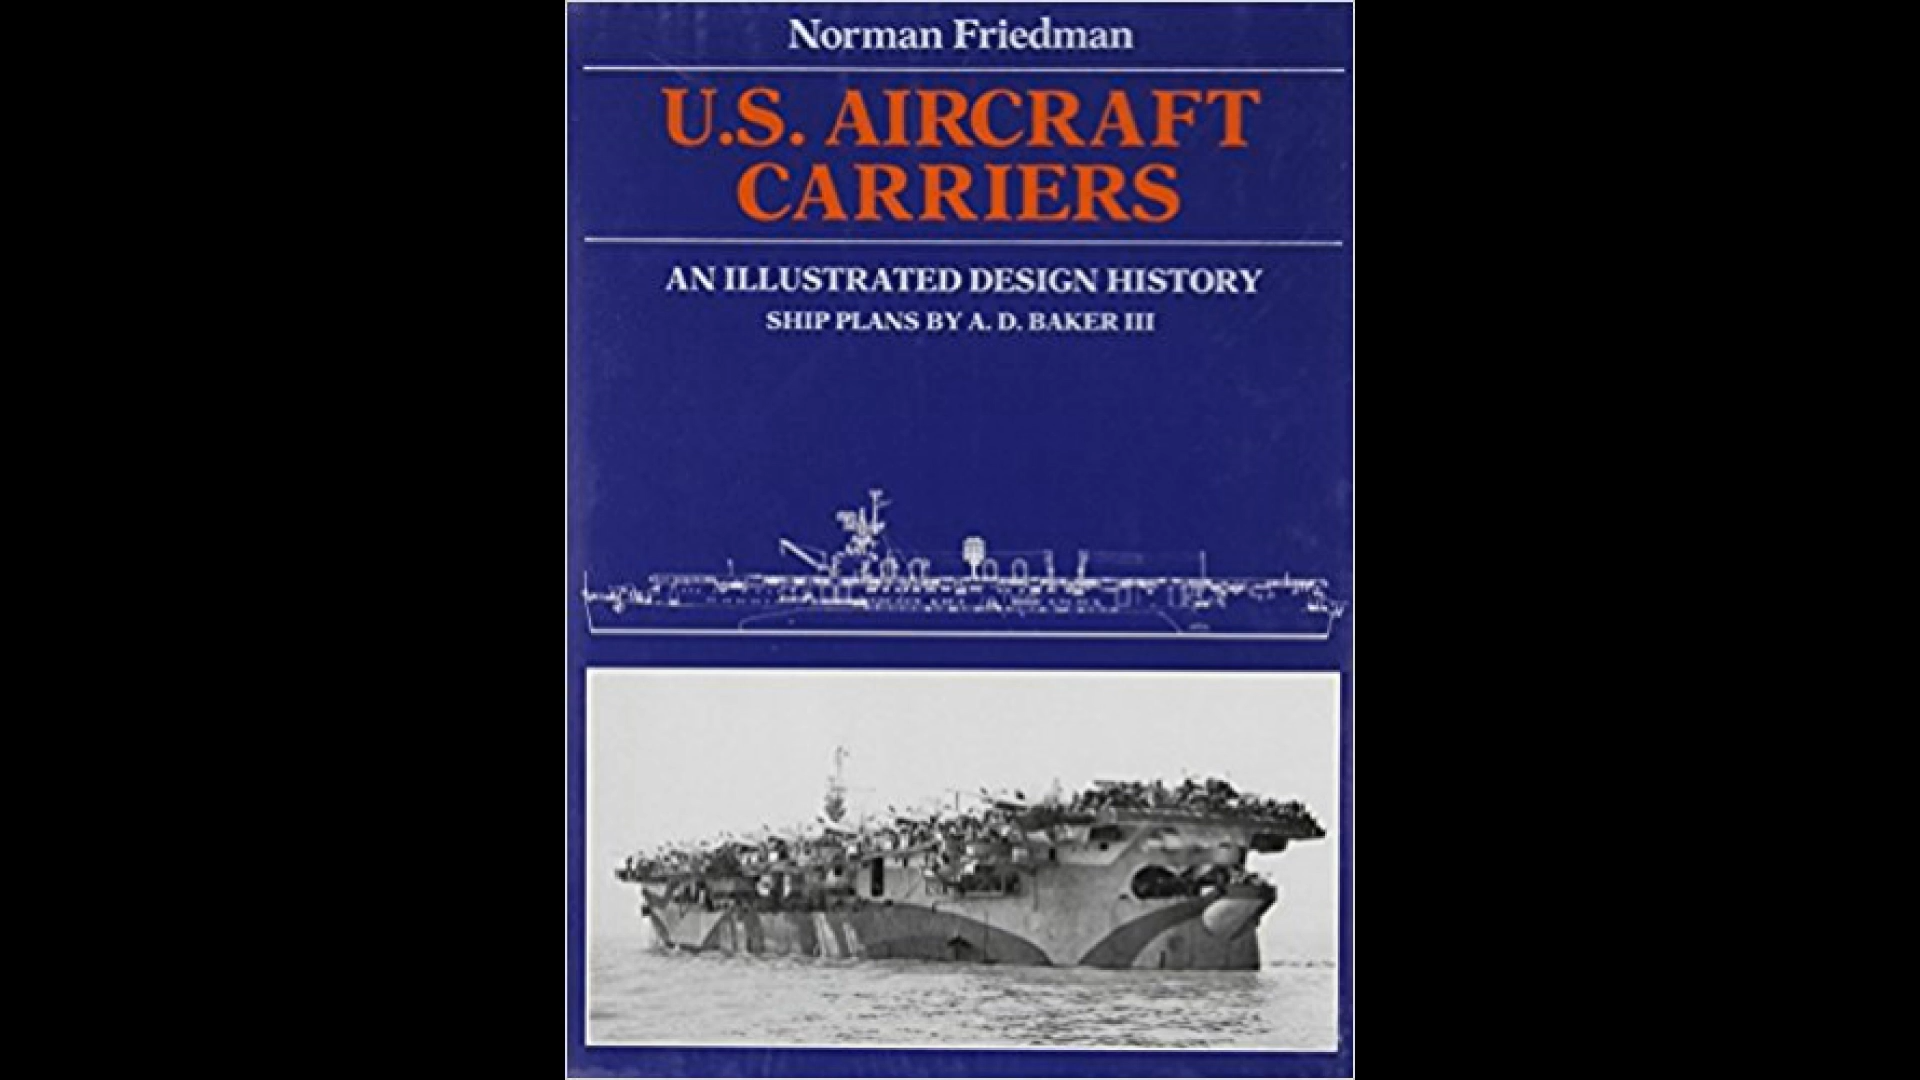 Norman Friedman
U.S. AIRCRAFT
CARRIERS
AN ILLUSTRATED DESIGN HISTORY
SHIP PLANS BY A. D. BAKER III